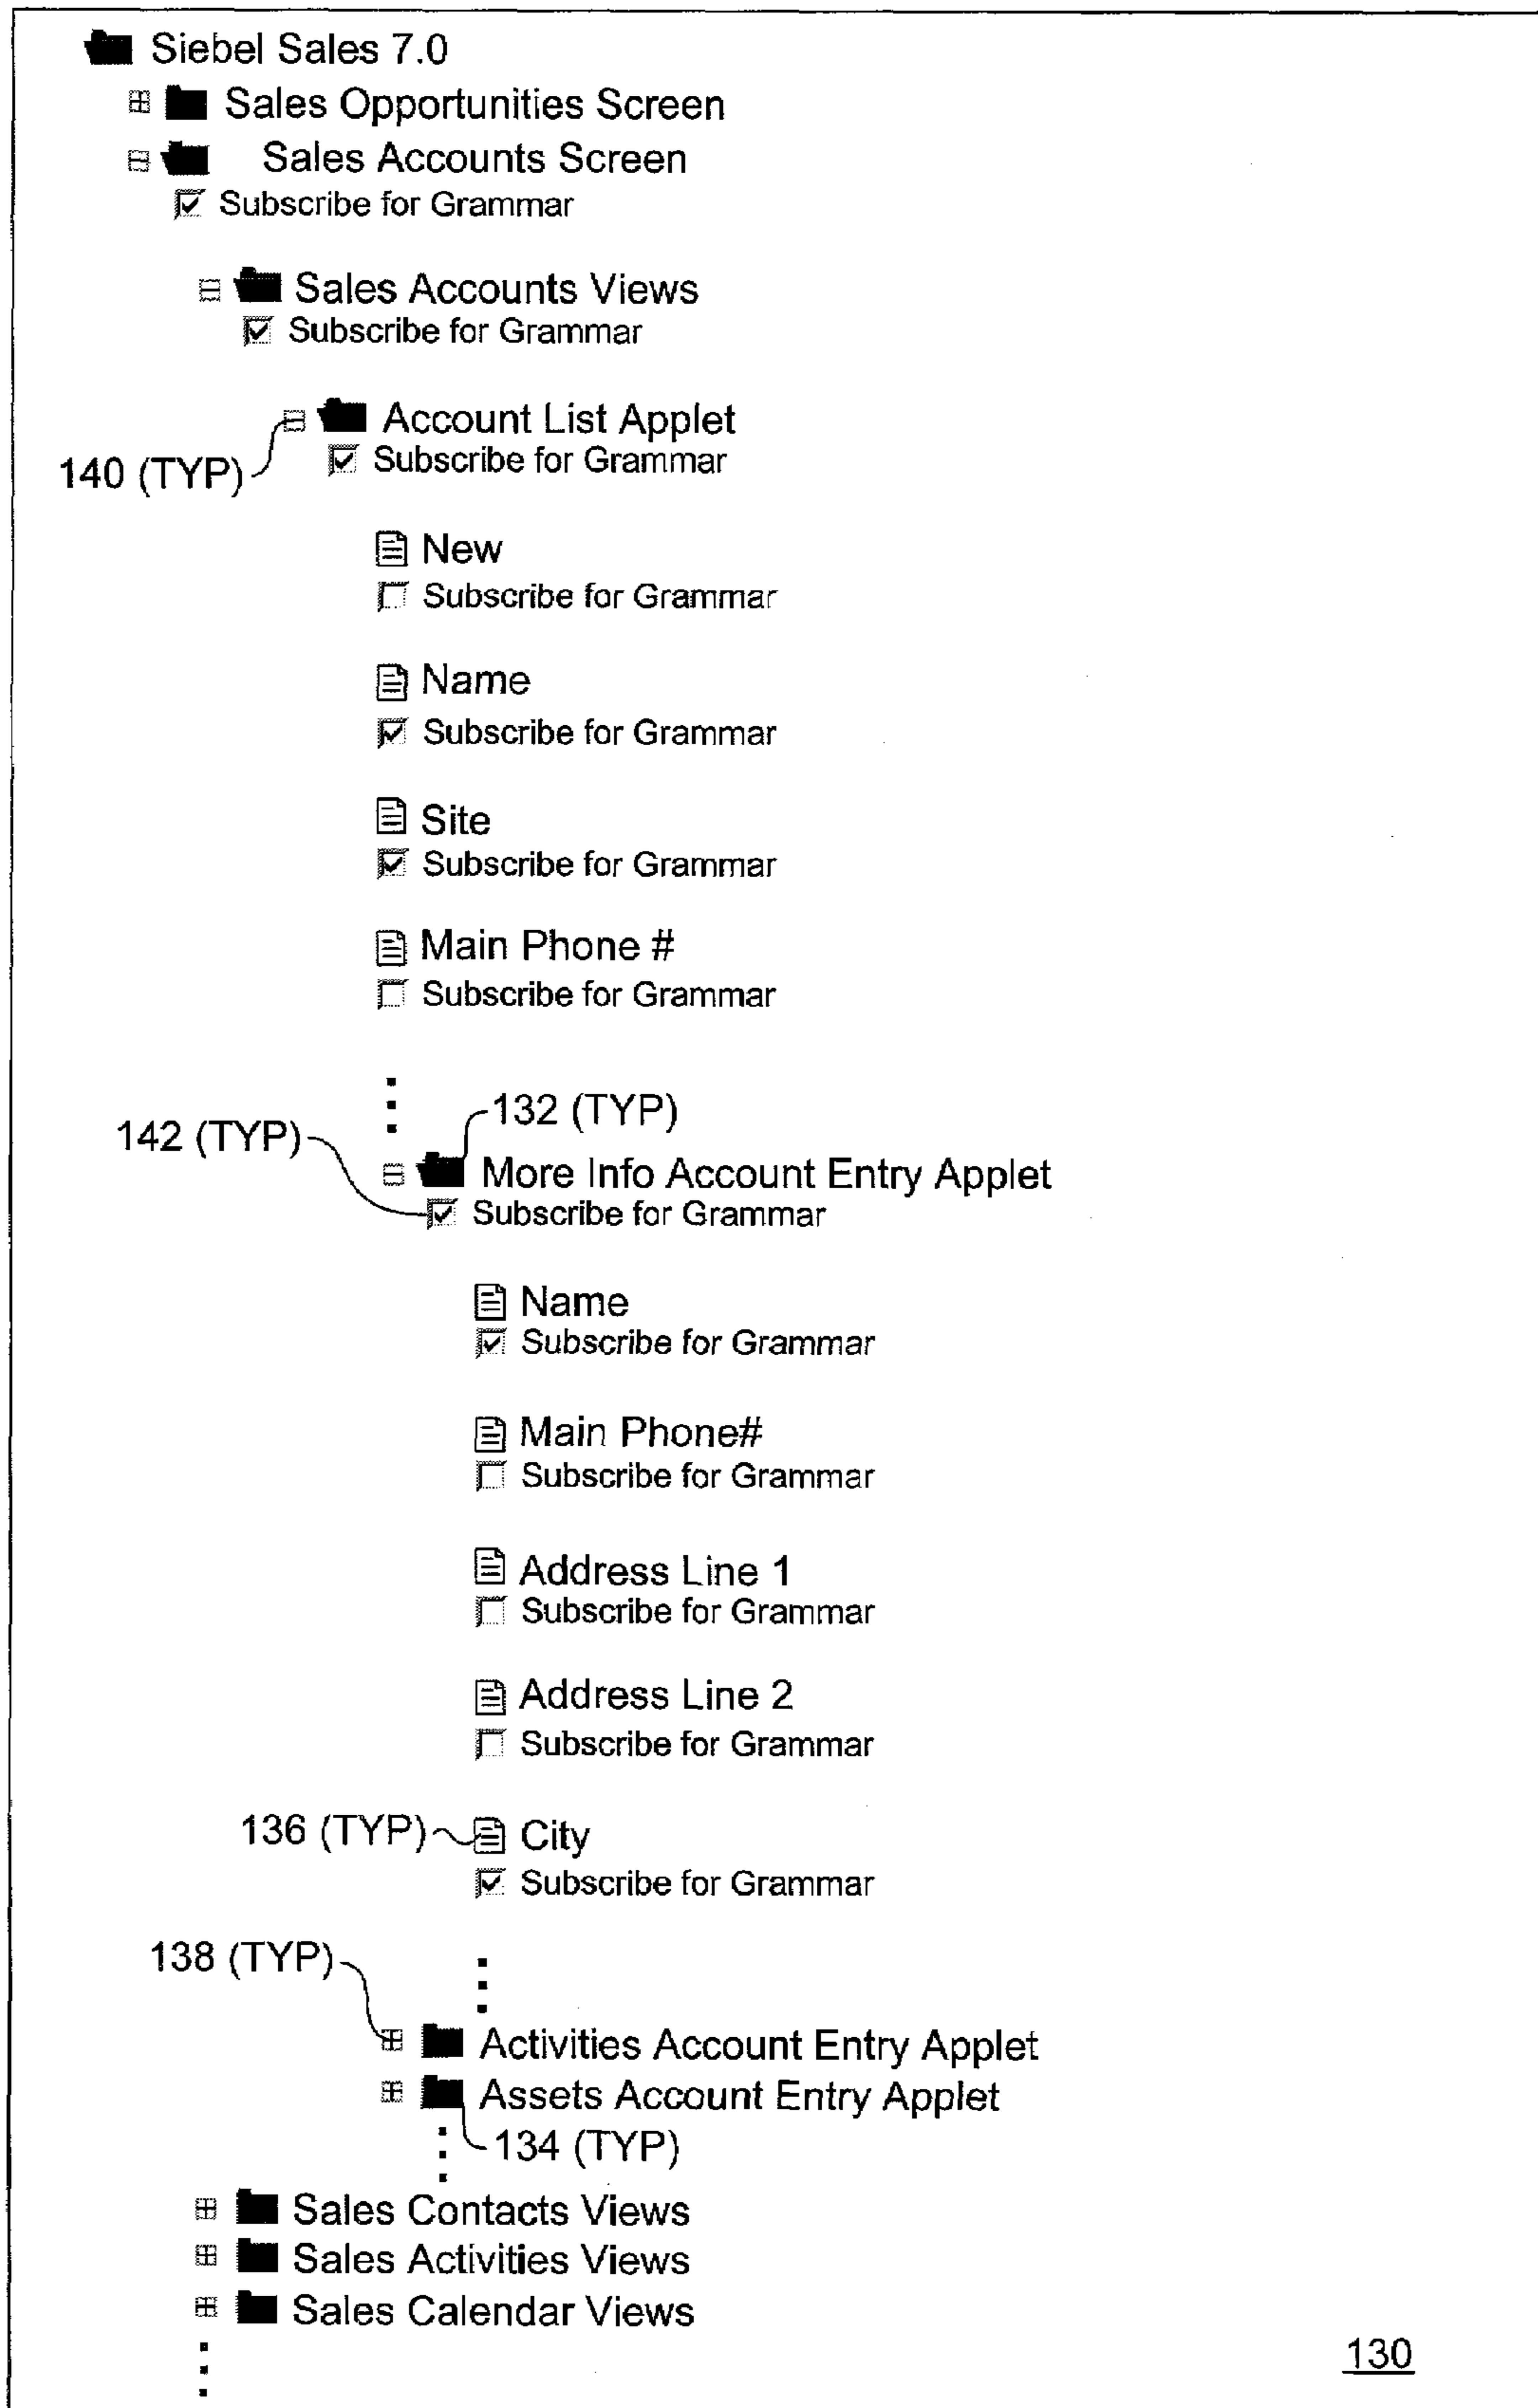 Siebel Sales 7.0
Sales Opportunities Screen
Sales Accounts Screen
Subscribe for Grammar
Sales Accounts Views
Subscribe for Grammar
Account List Applet
140 (TYP) Subscribe for Grammar
New
Subscribe for Grammar
Name
Subscribe for Grammar
Site
Subscribe for Grammar
Main Phone #
Subscribe for Grammar
132 (TYP)
142 (TYP)
More Info Account Entry Applet
Subscribe for Grammar
Name
Subscribe for Grammar
Main Phone#
Subscribe for Grammar
Address Line 1
Subscribe for Grammar
Address Line 2
Subscribe for Grammar
136 (TYP) City
Subscribe for Grammar
138 (TYP)
Activities Account Entry Applet
Assets Account Entry Applet
134 (TYP)
Sales Contacts Views
Sales Activities Views
Sales Calendar Views
130